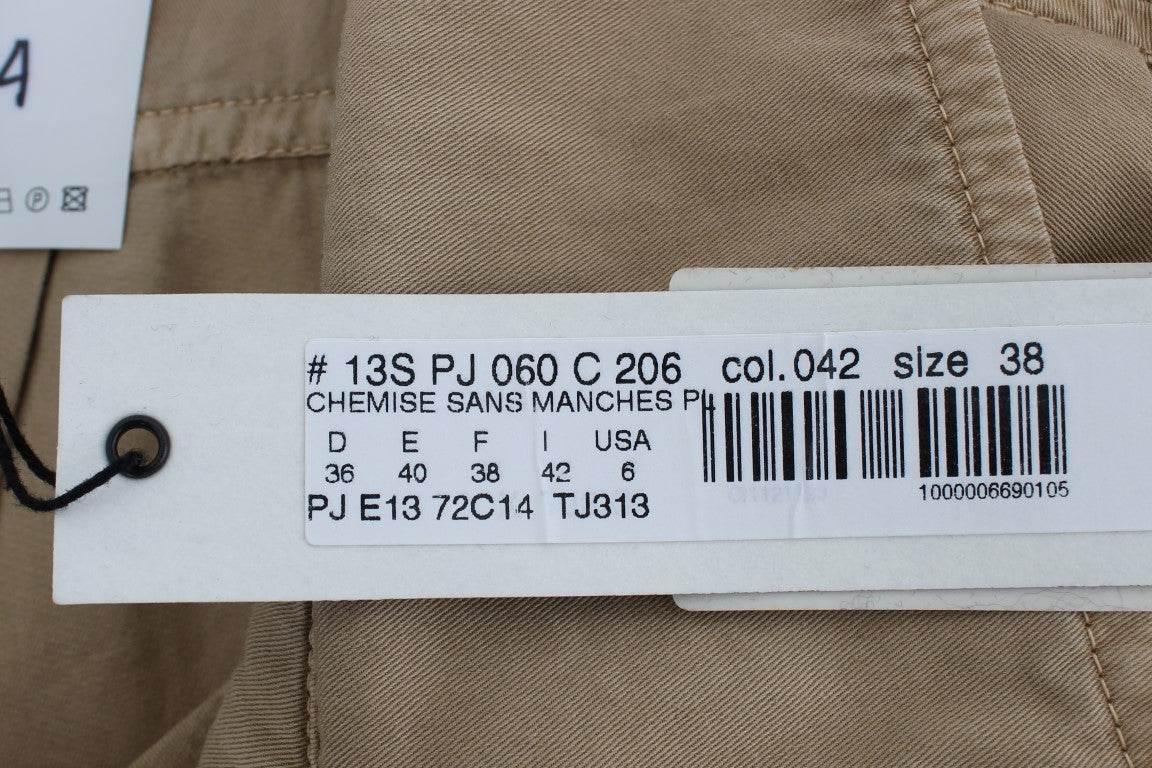 A
P
# 13S PJ 060 C 206 col.042 size 38
CHEMISE SANS MANCHES
D E F I USA
36 40 38 42 6
1000006690105
PJ E13 72C14 TJ313